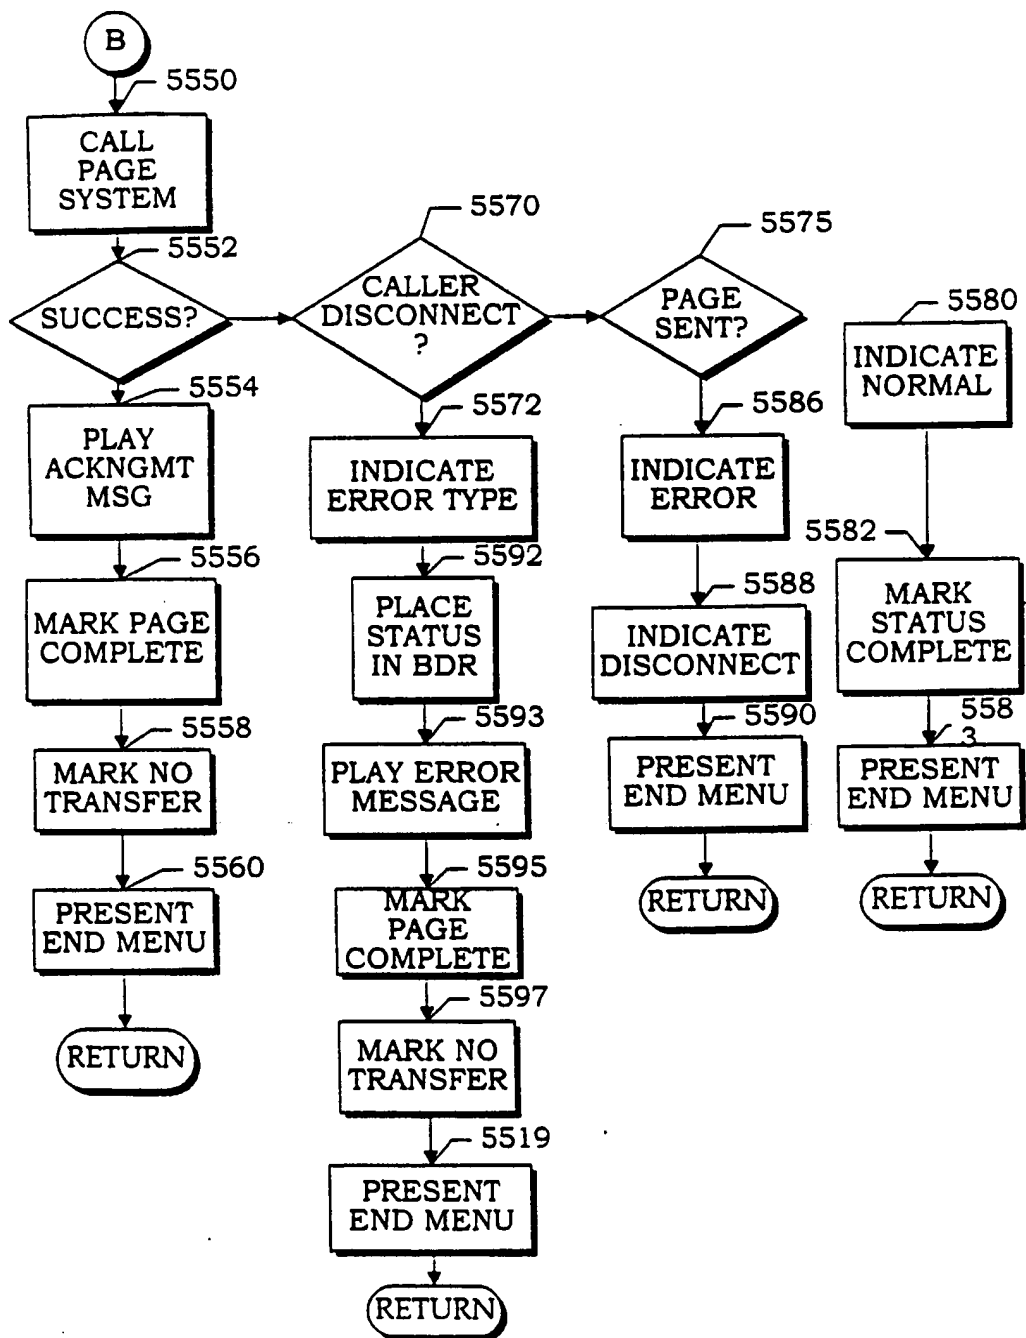 B
5550
CALL
PAGE
SYSTEM
5552
SUCCESS?
5554
PLAY
ACKNGMT
MSG
5556
MARK PAGE
COMPLETE
5558
MARK NO
TRANSFER
5560
PRESENT
END MENU
RETURN
5570
CALLER
DISCONNECT
?
5572
INDICATE
ERROR TYPE
5592
PLACE
STATUS
IN BDR
5593
PLAY ERROR
MESSAGE
5595
MARK
PAGE
COMPLETE
5597
MARK NO
TRANSFER
5519
PRESENT
END MENU
RETURN
5575
PAGE
SENT?
5586
INDICATE
ERROR
5588
INDICATE
DISCONNECT
5590
PRESENT
END MENU
RETURN
5580
INDICATE
NORMAL
5582
MARK
STATUS
COMPLETE
558
3
PRESENT
END MENU
RETURN